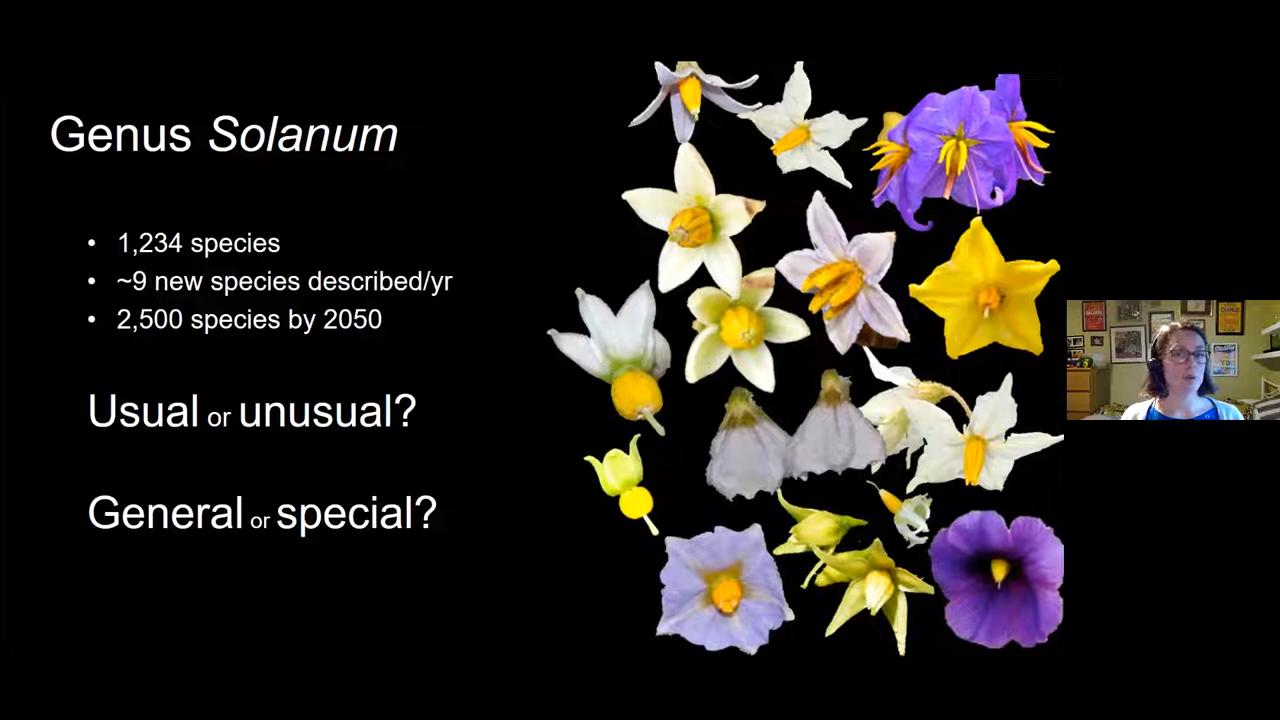 Genus Solanum
• 1,234 species
• ~9 new species described/yr
• 2,500 species by 2050
Usual or unusual?
General or special?